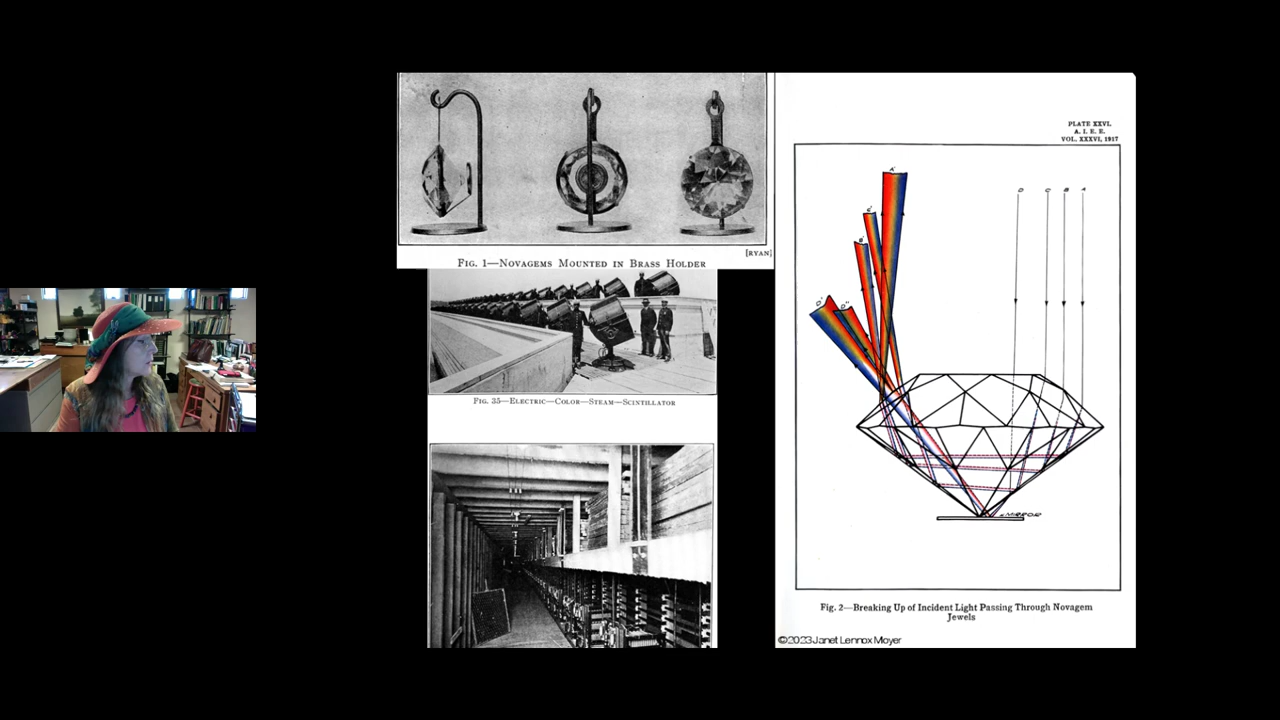 [RYAN]
FIG. 1—NOVAGEMS MOUNTED IN BRASS HOLDER
FIG. 35—ELECTRIC—COLOR—STEAM—SCINTILLATOR
PLATE XXVI.
A. I. E. E.
VOL. XXXVI, 1917
A'
C'
B'
D'
D"
D C B A
MIRROR
Fig. 2—Breaking Up of Incident Light Passing Through Novagem
Jewels
©2023 Janet Lennox Moyer